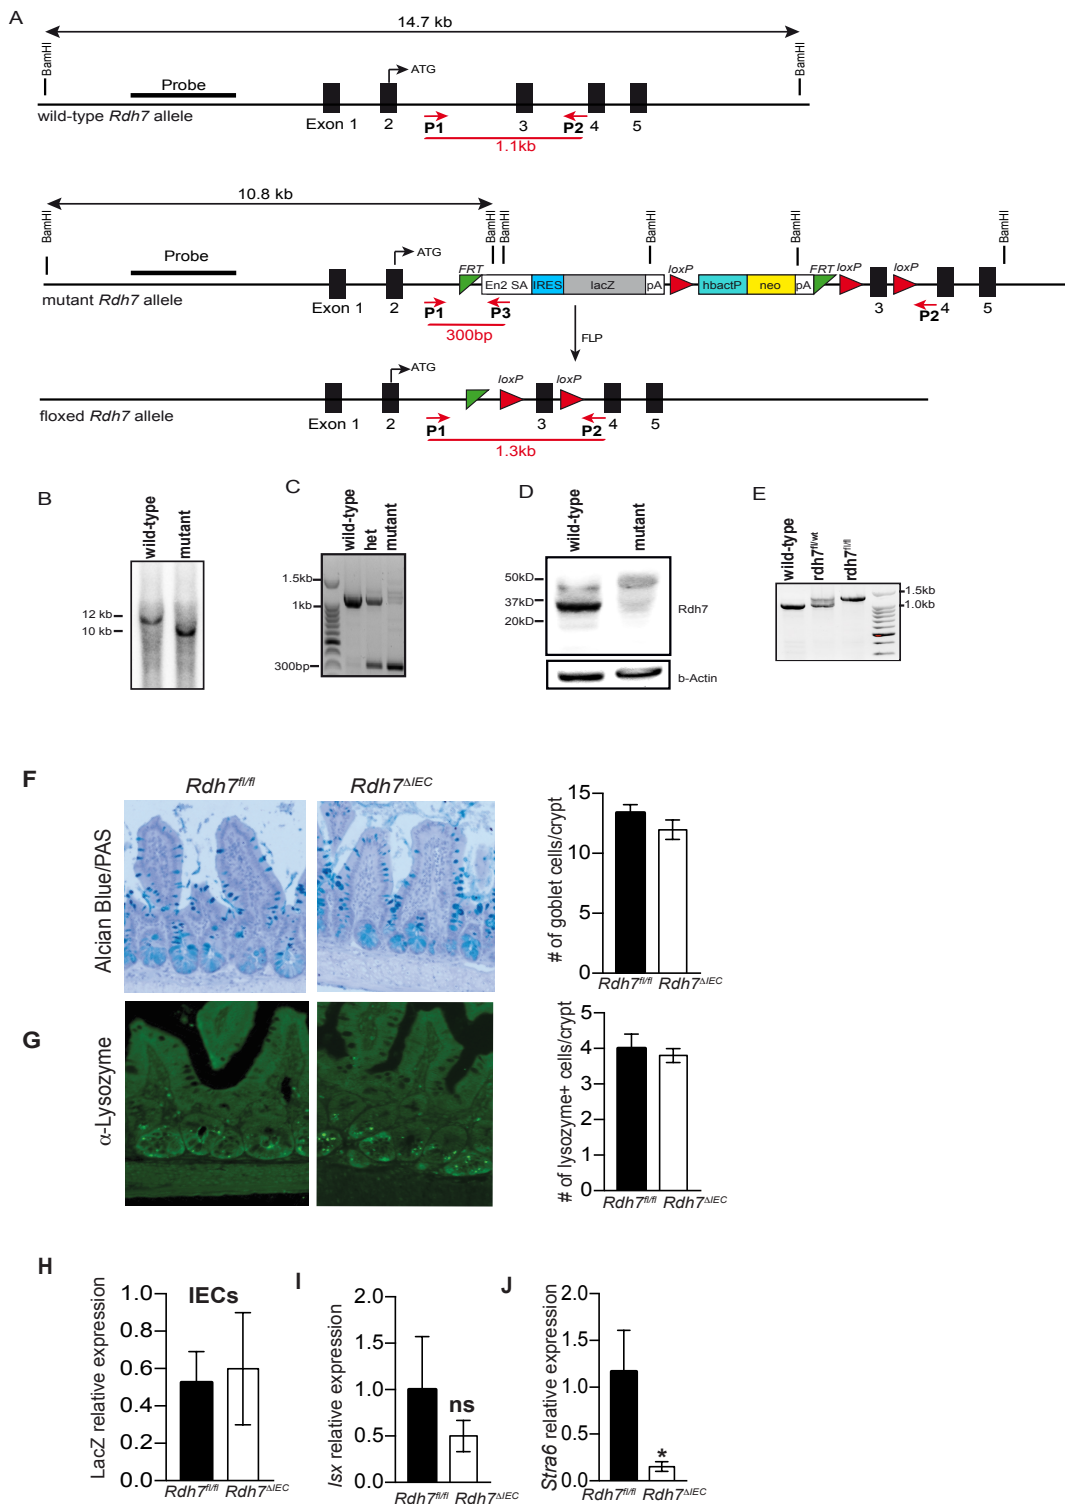 A
14.7 kb
BamHI
BamHI
Probe
ATG
wild-type Rdh7 allele
Exon 1
2
P1
3
P2
4
5
1.1kb
10.8 kb
BamHI
BamHI
BamHI
BamHI
BamHI
BamHI
Probe
ATG
FRT
En2 SA
IRES
lacZ
pA
loxP
hbactP
neo
pA
FRT
loxP
loxP
mutant Rdh7 allele
Exon 1
2
P1
P3
300bp
3
P2
4
5
FLP
ATG
loxP
loxP
floxed Rdh7 allele
Exon 1
2
P1
3
P2
4
5
1.3kb
B
wild-type
mutant
12 kb
10 kb
C
wild-type
het
mutant
1.5kb
1kb
300bp
D
wild-type
mutant
50kD
37kD
20kD
Rdh7
b-Actin
E
wild-type
rdh7fl/wt
rdh7fl/fl
1.5kb
1.0kb
F
Rdh7fl/fl
Rdh7ΔIEC
Alcian Blue/PAS
# of goblet cells/crypt
15
10
5
0
Rdh7fl/fl
Rdh7ΔIEC
G
α-Lysozyme
# of lysozyme+ cells/crypt
5
4
3
2
1
0
Rdh7fl/fl
Rdh7ΔIEC
H
LacZ relative expression
IECs
1.0
0.8
0.6
0.4
0.2
0.0
Rdh7fl/fl
Rdh7ΔIEC
I
Isx relative expression
2.0
1.5
1.0
0.5
0.0
ns
Rdh7fl/fl
Rdh7ΔIEC
J
Stra6 relative expression
2.0
1.5
1.0
0.5
0.0
*
Rdh7fl/fl
Rdh7ΔIEC